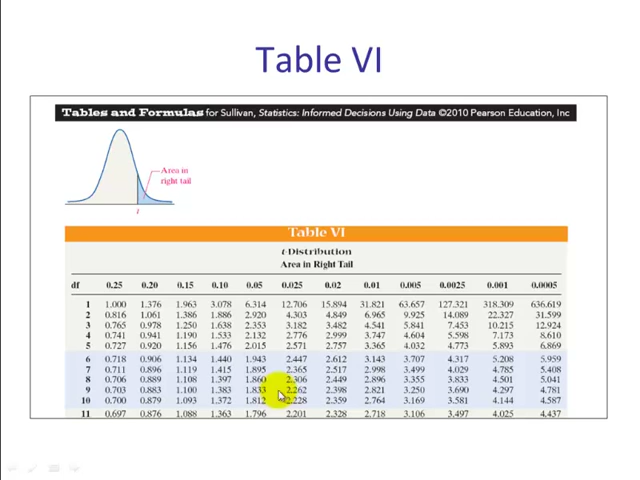 Table VI
Tables and Formulas for Sullivan, Statistics: Informed Decisions Using Data ©2010 Pearson Education, Inc
Area in
right tail
t
Table VI
t-Distribution
Area in Right Tail
df 0.25 0.20 0.15 0.10 0.05 0.025 0.02 0.01 0.005 0.0025 0.001 0.0005
1 1.000 1.376 1.963 3.078 6.314 12.706 15.894 31.821 63.657 127.321 318.309 636.619
2 0.816 1.061 1.386 1.886 2.920 4.303 4.849 6.965 9.925 14.089 22.327 31.599
3 0.765 0.978 1.250 1.638 2.353 3.182 3.482 4.541 5.841 7.453 10.215 12.924
4 0.741 0.941 1.190 1.533 2.132 2.776 2.999 3.747 4.604 5.598 7.173 8.610
5 0.727 0.920 1.156 1.476 2.015 2.571 2.757 3.365 4.032 4.773 5.893 6.869
6 0.718 0.906 1.134 1.440 1.943 2.447 2.612 3.143 3.707 4.317 5.208 5.959
7 0.711 0.896 1.119 1.415 1.895 2.365 2.517 2.998 3.499 4.029 4.785 5.408
8 0.706 0.889 1.108 1.397 1.860 2.306 2.449 2.896 3.355 3.833 4.501 5.041
9 0.703 0.883 1.100 1.383 1.833 2.262 2.398 2.821 3.250 3.690 4.297 4.781
10 0.700 0.879 1.093 1.372 1.812 2.228 2.359 2.764 3.169 3.581 4.144 4.587
11 0.697 0.876 1.088 1.363 1.796 2.201 2.328 2.718 3.106 3.497 4.025 4.437